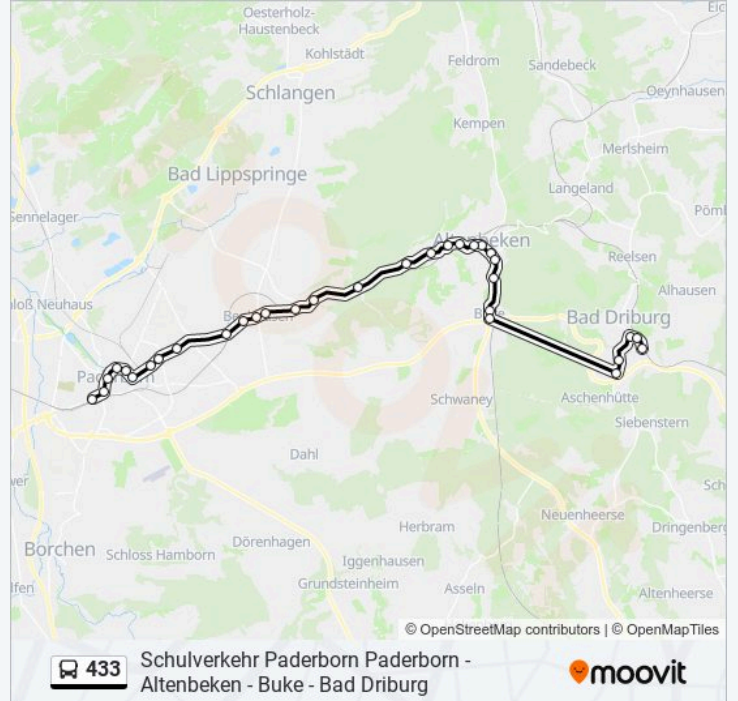 Oesterholz-
Haustenbeck
Kohlstädt
Feldrom
Sandebeck
Schlangen
Oeynhausen
Kempen
Merlsheim
Bad Lippspringe
Langeland
Sennelager
Altenbeken
Reelsen
Alhausen
loß Neuhaus
Bad Driburg
Paderborn
Schwaney
Aschenhütte
Siebenstern
Dahl
Neuenheerse
Herbram
Dringenberg
Dörenhagen
Borchen
Schloss Hamborn
Iggenhausen
Grundsteinheim
Asseln
Altenheerse
© OpenStreetMap contributors | © OpenMapTiles
433
Schulverkehr Paderborn Paderborn -
Altenbeken - Buke - Bad Driburg
moovit